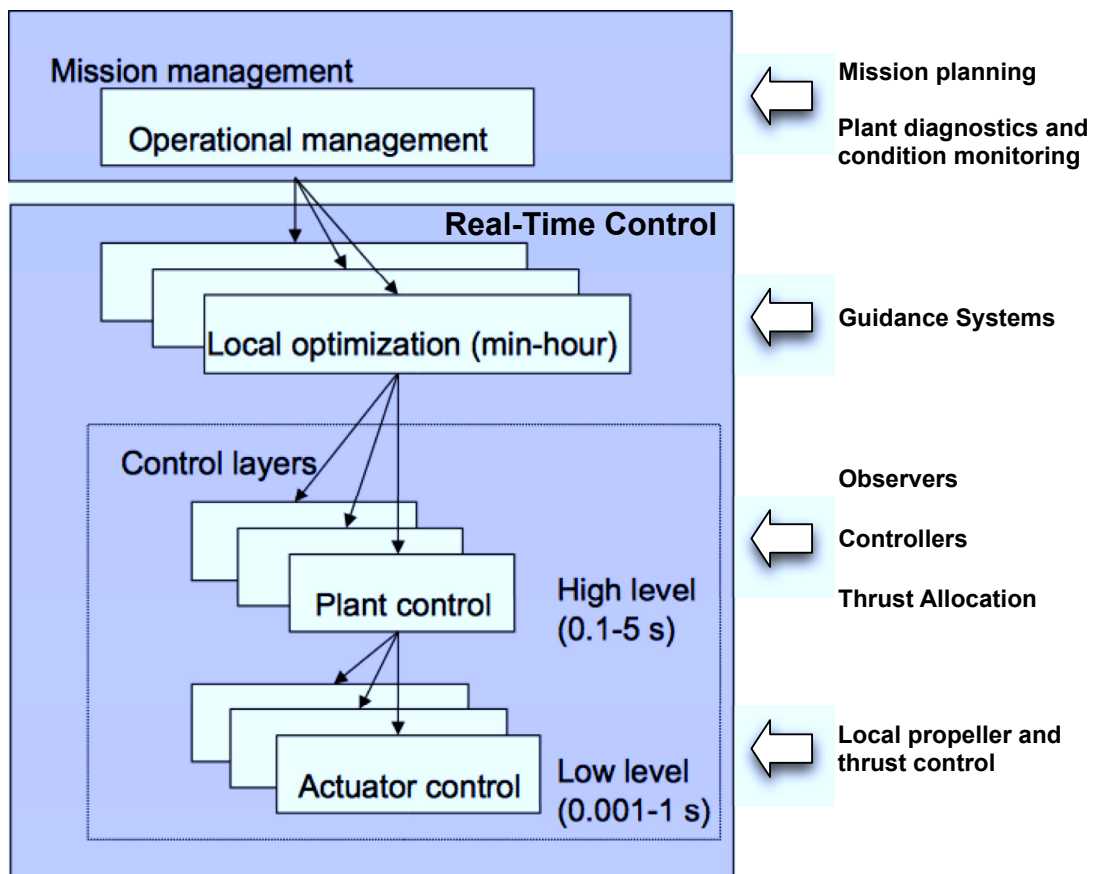 Mission management
Operational management
Mission planning
Plant diagnostics and
condition monitoring
Real-Time Control
Local optimization (min-hour)
Guidance Systems
Control layers
Plant control
High level
(0.1-5 s)
Observers
Controllers
Thrust Allocation
Actuator control
Low level
(0.001-1 s)
Local propeller and
thrust control